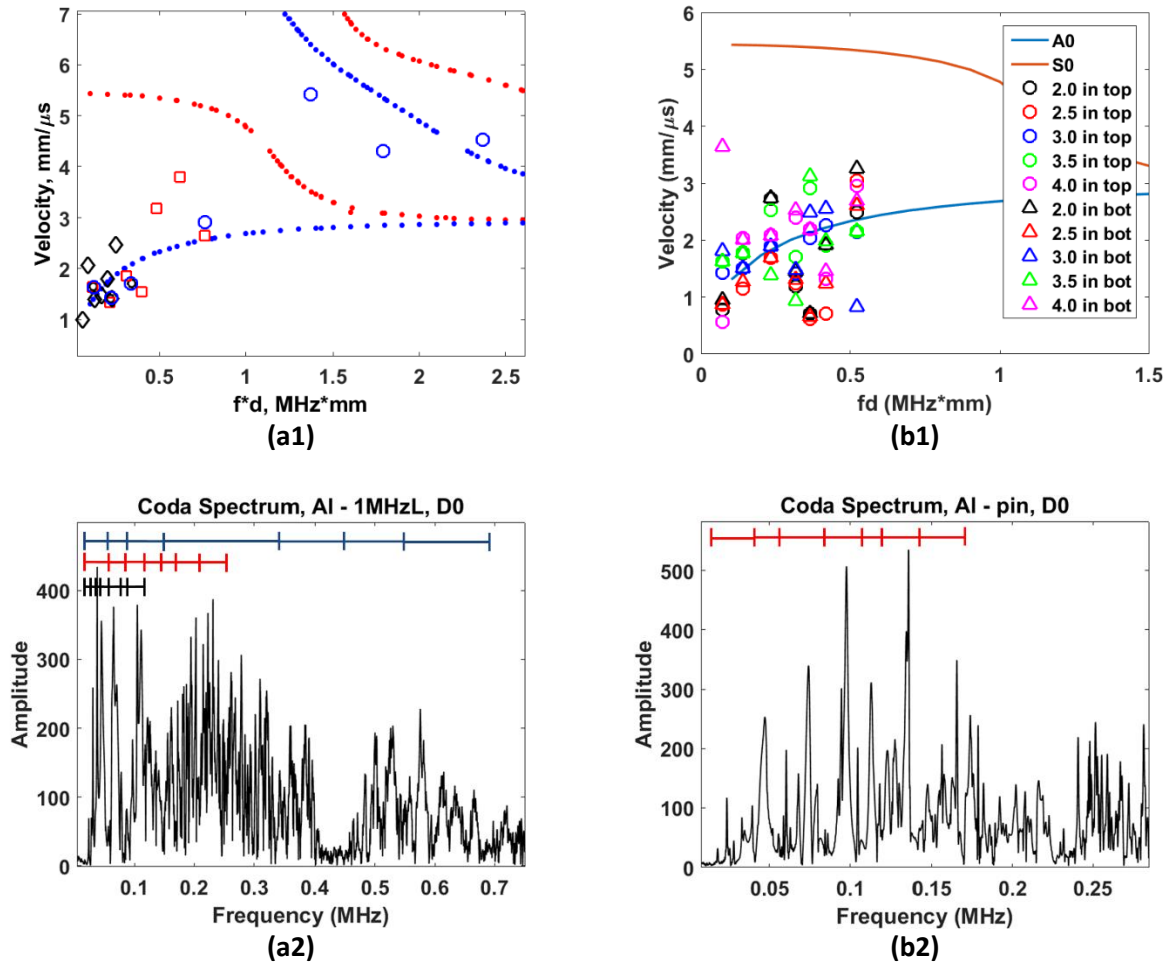 7
6
5
4
3
2
1
0.5
1
1.5
2
2.5
Velocity, mm/μs
f*d, MHz*mm
(a1)
6
5
4
3
2
1
0
0
0.5
1
1.5
Velocity (mm/μs)
fd (MHz*mm)
A0
S0
2.0 in top
2.5 in top
3.0 in top
3.5 in top
4.0 in top
2.0 in bot
2.5 in bot
3.0 in bot
3.5 in bot
4.0 in bot
(b1)
Coda Spectrum, Al - 1MHzL, D0
400
300
200
100
0
0.1
0.2
0.3
0.4
0.5
0.6
0.7
Amplitude
Frequency (MHz)
(a2)
Coda Spectrum, Al - pin, D0
500
400
300
200
100
0
0.05
0.1
0.15
0.2
0.25
Amplitude
Frequency (MHz)
(b2)